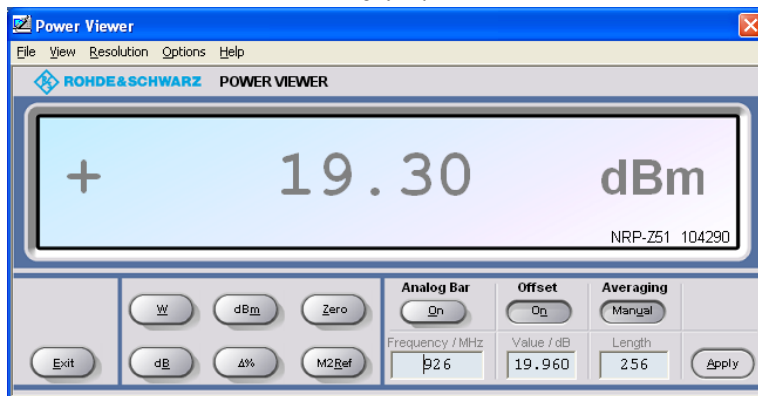 Power Viewer
File View Resolution Options Help
ROHDE&SCHWARZ POWER VIEWER
+ 19.30 dBm
NRP-Z51 104290
Analog Bar Offset Averaging
W dBm Zero On On Manual
Frequency / MHz Value / dB Length
Exit dB Δ% M2Ref 926 19.960 256 Apply